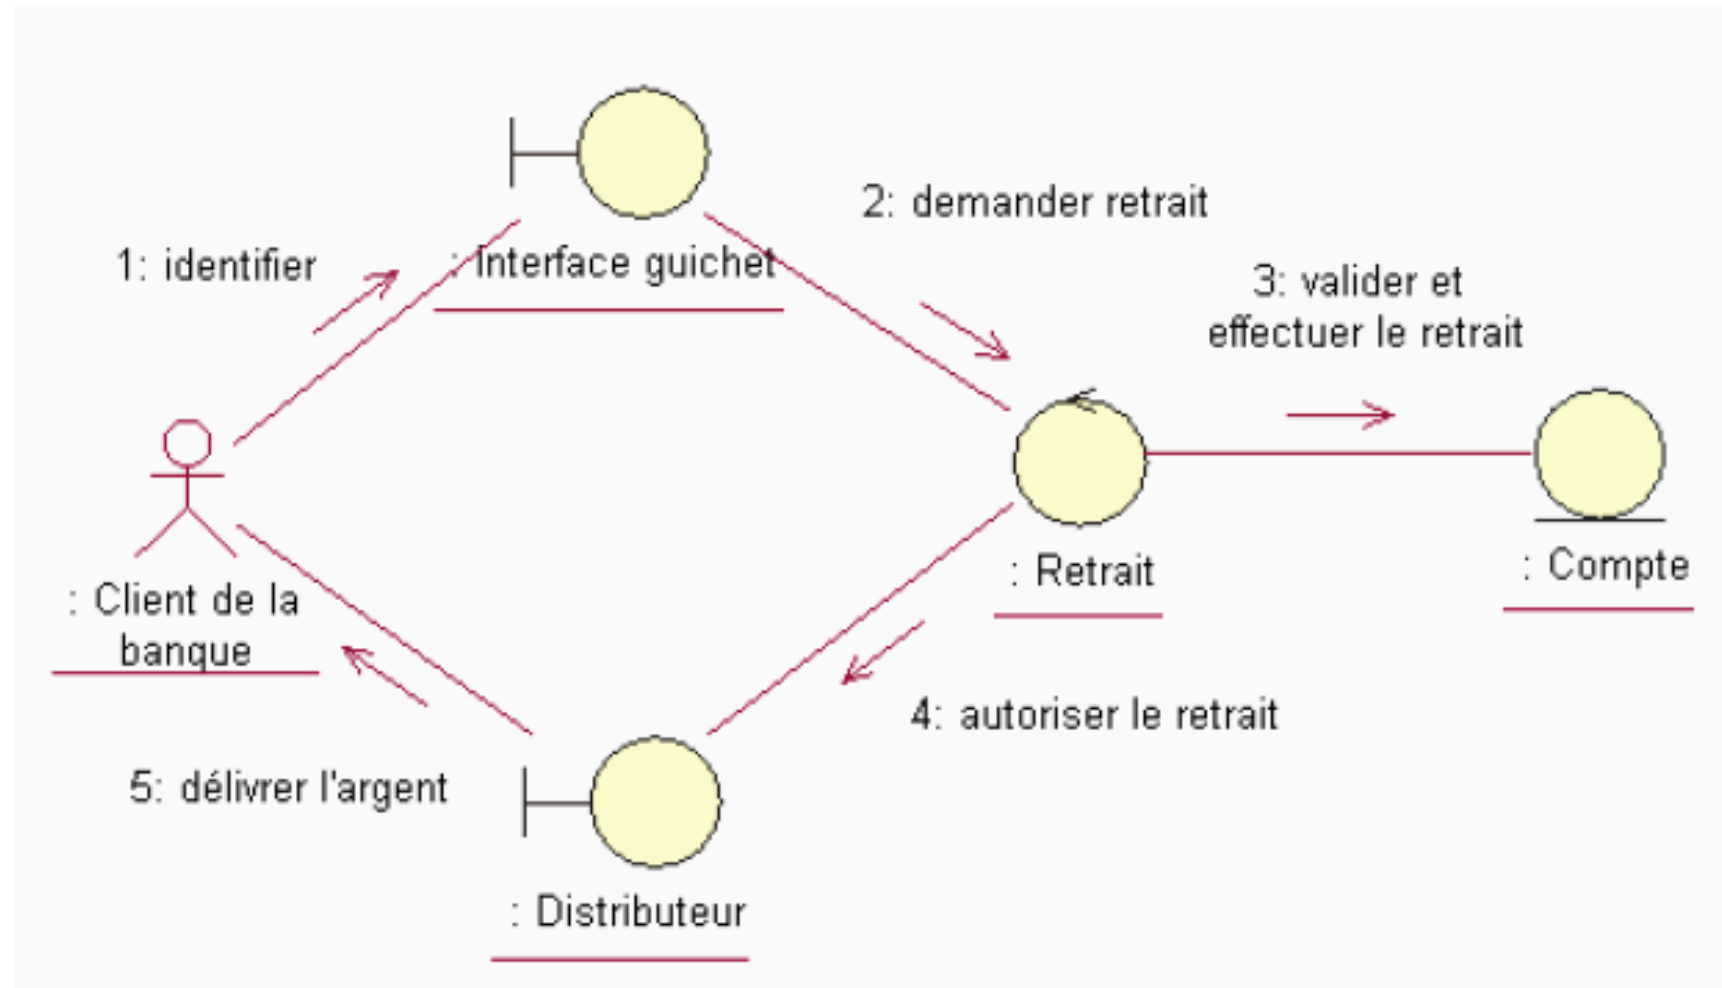 1: identifier
: Interface guichet
2: demander retrait
3: valider et
effectuer le retrait
: Client de la
banque
: Retrait
: Compte
4: autoriser le retrait
5: délivrer l'argent
: Distributeur